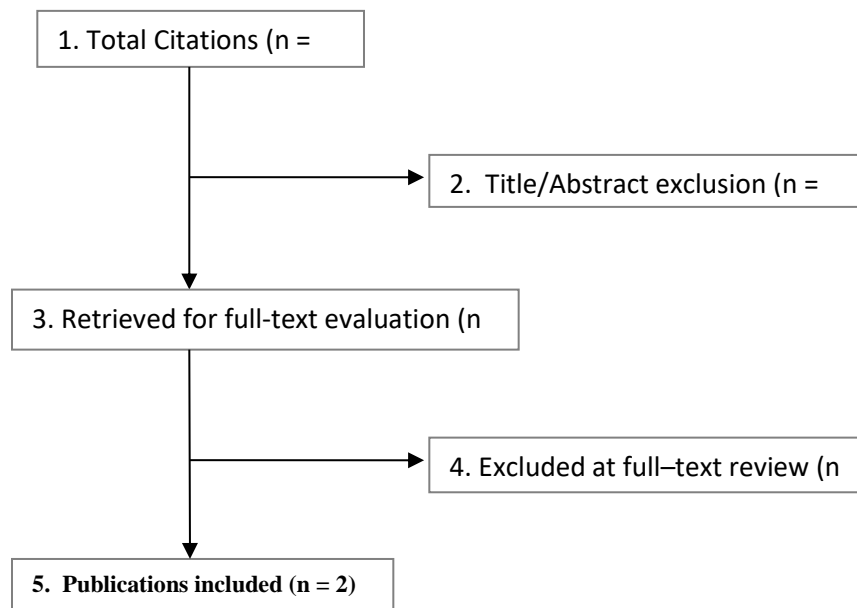 1. Total Citations (n =
2. Title/Abstract exclusion (n =
3. Retrieved for full-text evaluation (n
4. Excluded at full–text review (n
5. Publications included (n = 2)